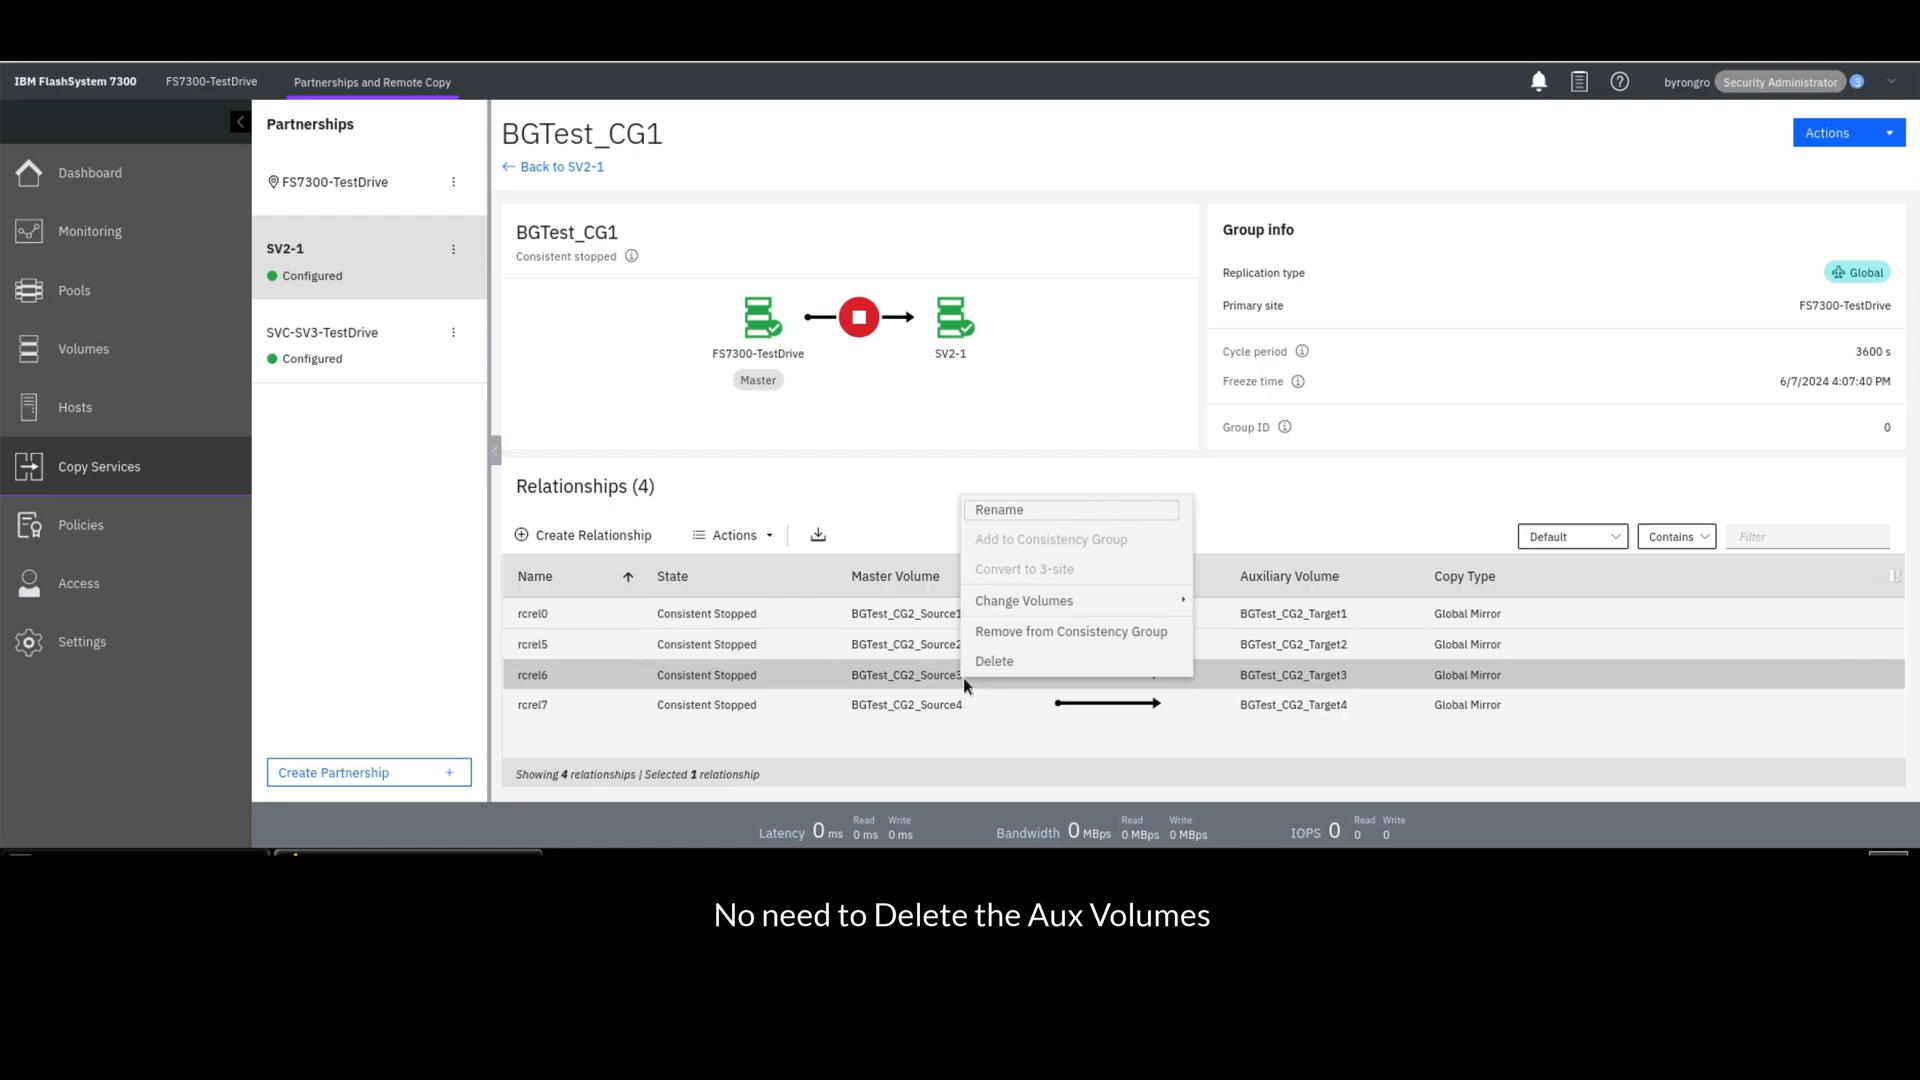 IBM FlashSystem 7300
FS7300-TestDrive
Partnerships and Remote Copy
byrongro
Security Administrator
3
Dashboard
Monitoring
Pools
Volumes
Hosts
Copy Services
Policies
Access
Settings
Partnerships
FS7300-TestDrive
SV2-1
Configured
SVC-SV3-TestDrive
Configured
Create Partnership +
BGTest_CG1
← Back to SV2-1
Actions
BGTest_CG1
Consistent stopped
FS7300-TestDrive
Master
SV2-1
Group info
Replication type Global
Primary site FS7300-TestDrive
Cycle period 3600 s
Freeze time 6/7/2024 4:07:40 PM
Group ID 0
Relationships (4)
Create Relationship Actions
Default Contains Filter
Name State Master Volume Auxiliary Volume Copy Type
rcrel0 Consistent Stopped BGTest_CG2_Source1 BGTest_CG2_Target1 Global Mirror
rcrel5 Consistent Stopped BGTest_CG2_Source2 BGTest_CG2_Target2 Global Mirror
rcrel6 Consistent Stopped BGTest_CG2_Source3 BGTest_CG2_Target3 Global Mirror
rcrel7 Consistent Stopped BGTest_CG2_Source4 BGTest_CG2_Target4 Global Mirror
Rename
Add to Consistency Group
Convert to 3-site
Change Volumes
Remove from Consistency Group
Delete
Showing 4 relationships | Selected 1 relationship
Latency 0 ms Read 0 ms Write 0 ms
Bandwidth 0 MBps Read 0 MBps Write 0 MBps
IOPS 0 Read 0 Write 0
No need to Delete the Aux Volumes